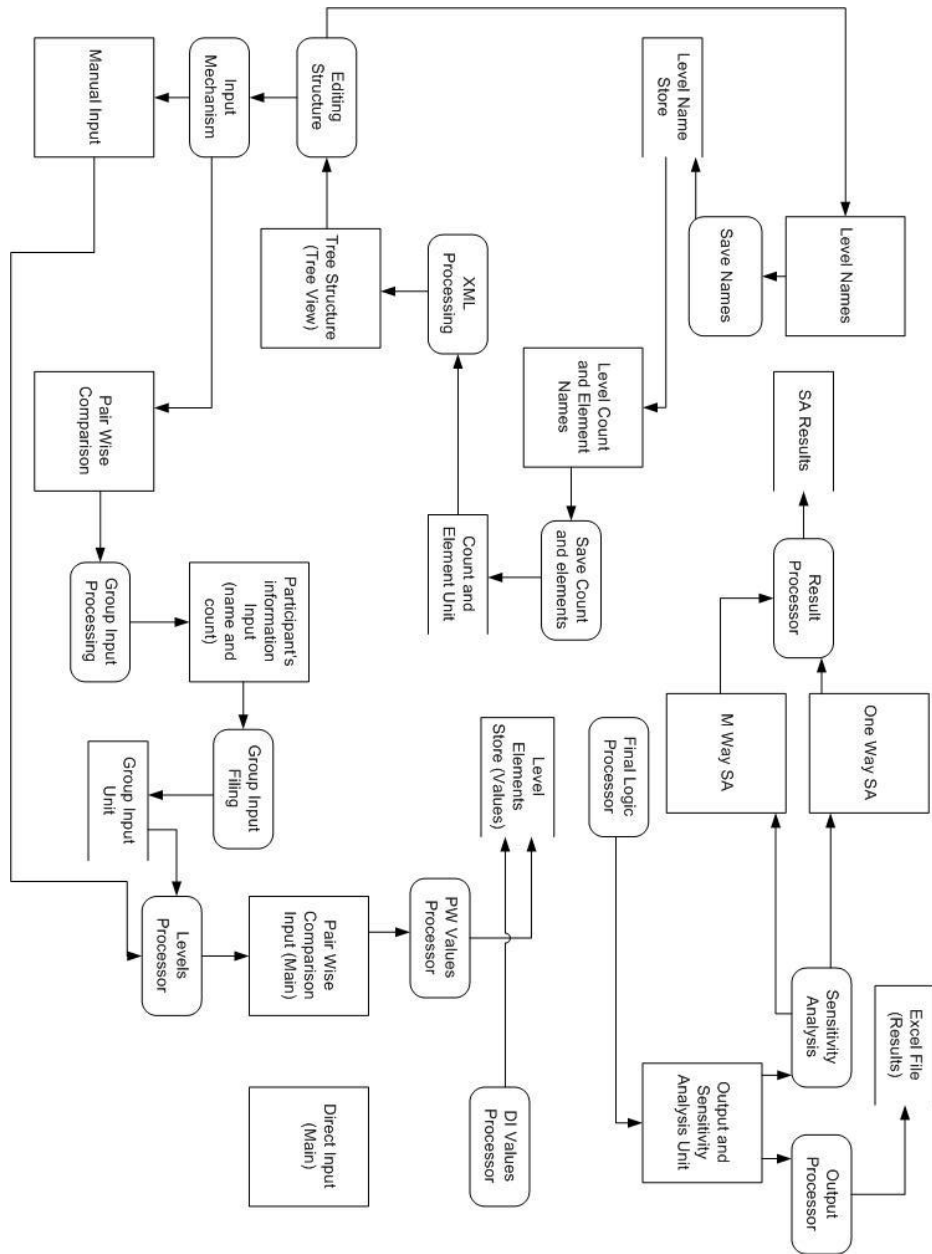 Excel File
(Results)
Level Names
One Way SA
Sensitivity
Analysis
Output
Processor
SA Results
Result
Processor
Save Names
M Way SA
Output and
Sensitivity
Analysis Unit
Level Name
Store
Final Logic
Processor
Level Count
and Element
Names
Save Count
and elements
Level
Elements
Store (Values)
DI Values
Processor
XML
Processing
Count and
Element Unit
PW Values
Processor
Editing
Structure
Tree Structure
(Tree View)
Pair Wise
Comparison
Input (Main)
Direct Input
(Main)
Input
Mechanism
Participant's
information
Input
(name and
count)
Group Input
Filing
Manual Input
Pair Wise
Comparison
Group Input
Processing
Group Input
Unit
Levels
Processor